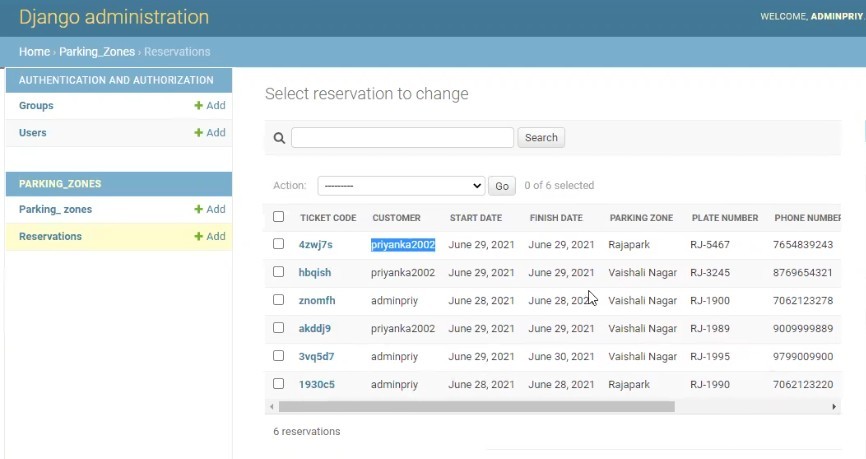 Django administration
WELCOME, ADMINPRIY.
Home › Parking_Zones › Reservations
AUTHENTICATION AND AUTHORIZATION
Groups + Add
Users + Add
PARKING_ZONES
Parking_ zones + Add
Reservations + Add
Select reservation to change
Search
Action: --------- Go 0 of 6 selected
TICKET CODE CUSTOMER START DATE FINISH DATE PARKING ZONE PLATE NUMBER PHONE NUMBER
4zwj7s priyanka2002 June 29, 2021 June 29, 2021 Rajapark RJ-5467 7654839243
hbqish priyanka2002 June 29, 2021 June 29, 2021 Vaishali Nagar RJ-3245 8769654321
znomfh adminpriy June 28, 2021 June 28, 2021 Vaishali Nagar RJ-1900 7062123278
akddj9 priyanka2002 June 29, 2021 June 29, 2021 Vaishali Nagar RJ-1989 9009999889
3vq5d7 adminpriy June 29, 2021 June 30, 2021 Vaishali Nagar RJ-1995 9799009900
1930c5 adminpriy June 28, 2021 June 28, 2021 Rajapark RJ-1990 7062123220
6 reservations